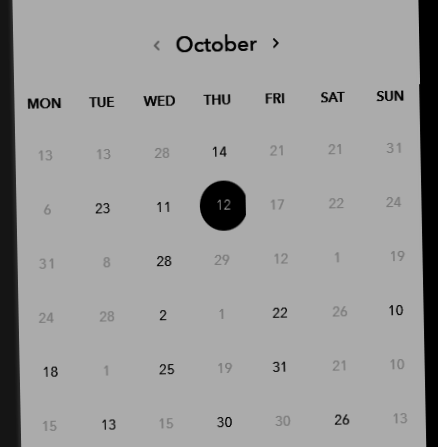 ‹ October ›
MON TUE WED THU FRI SAT SUN
13 13 28 14 21 21 31
6 23 11 12 17 22 24
31 8 28 29 12 1 19
24 28 2 1 22 26 10
18 1 25 19 31 21 10
15 13 15 30 30 26 13